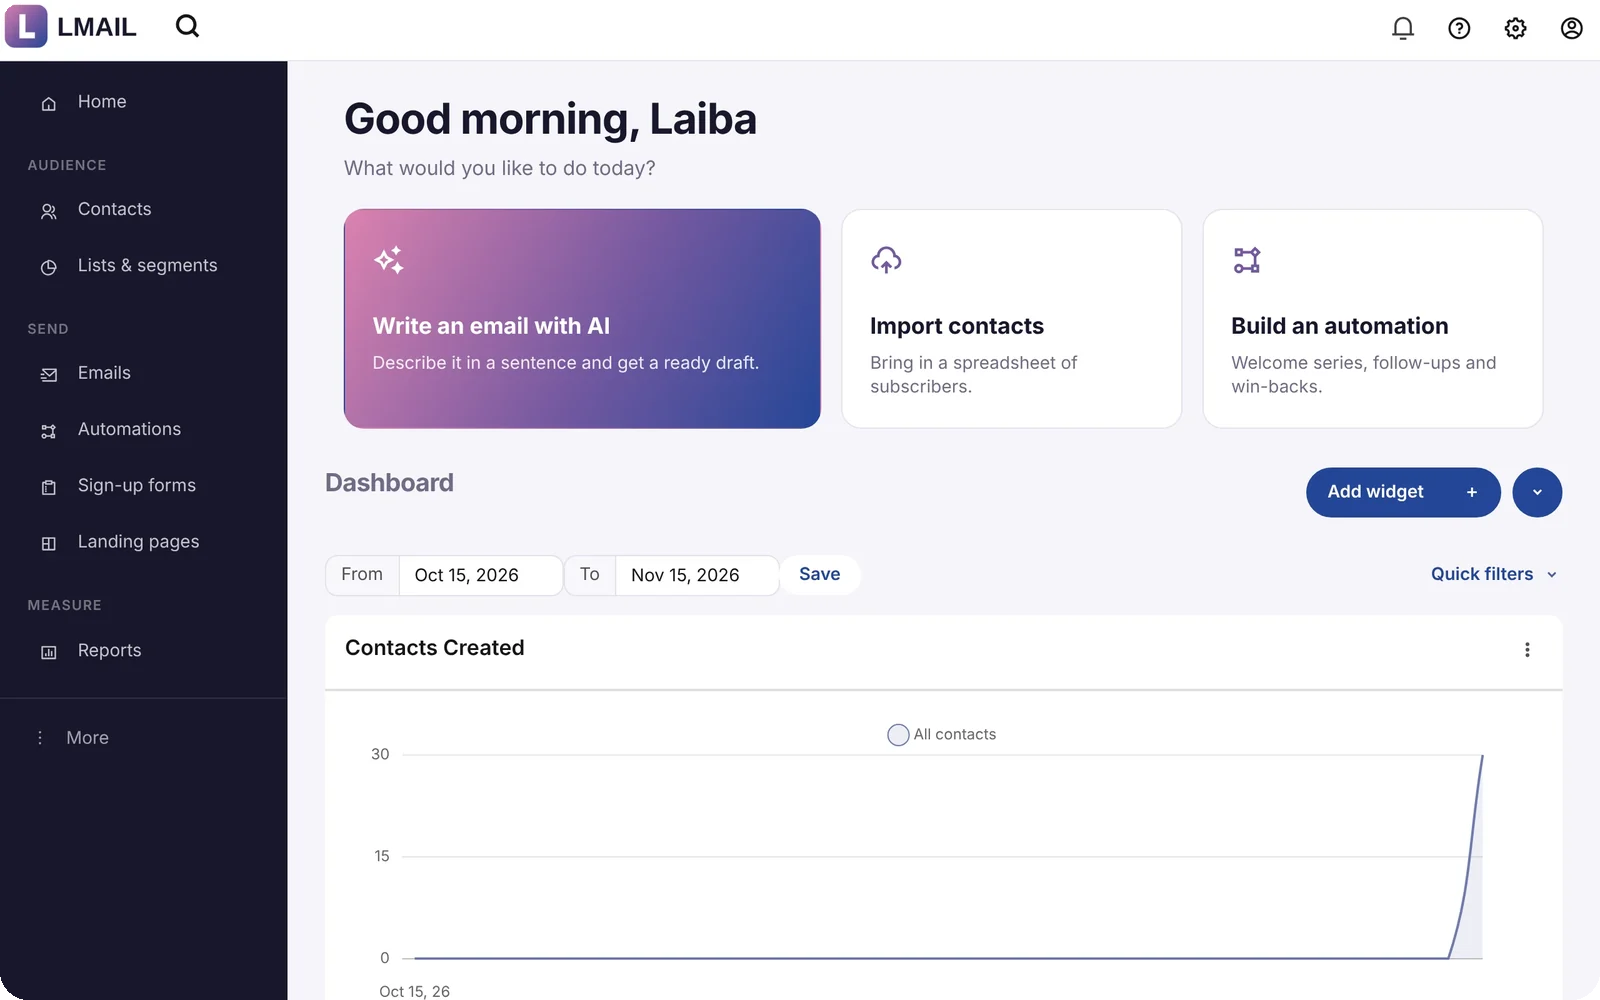 L LMAIL
Home
AUDIENCE
Contacts
Lists & segments
SEND
Emails
Automations
Sign-up forms
Landing pages
MEASURE
Reports
More
Good morning, Laiba
What would you like to do today?
Write an email with AI
Describe it in a sentence and get a ready draft.
Import contacts
Bring in a spreadsheet of
subscribers.
Build an automation
Welcome series, follow-ups and
win-backs.
Dashboard
Add widget +
From Oct 15, 2026 To Nov 15, 2026 Save
Quick filters
Contacts Created
All contacts
30
15
0
Oct 15, 26